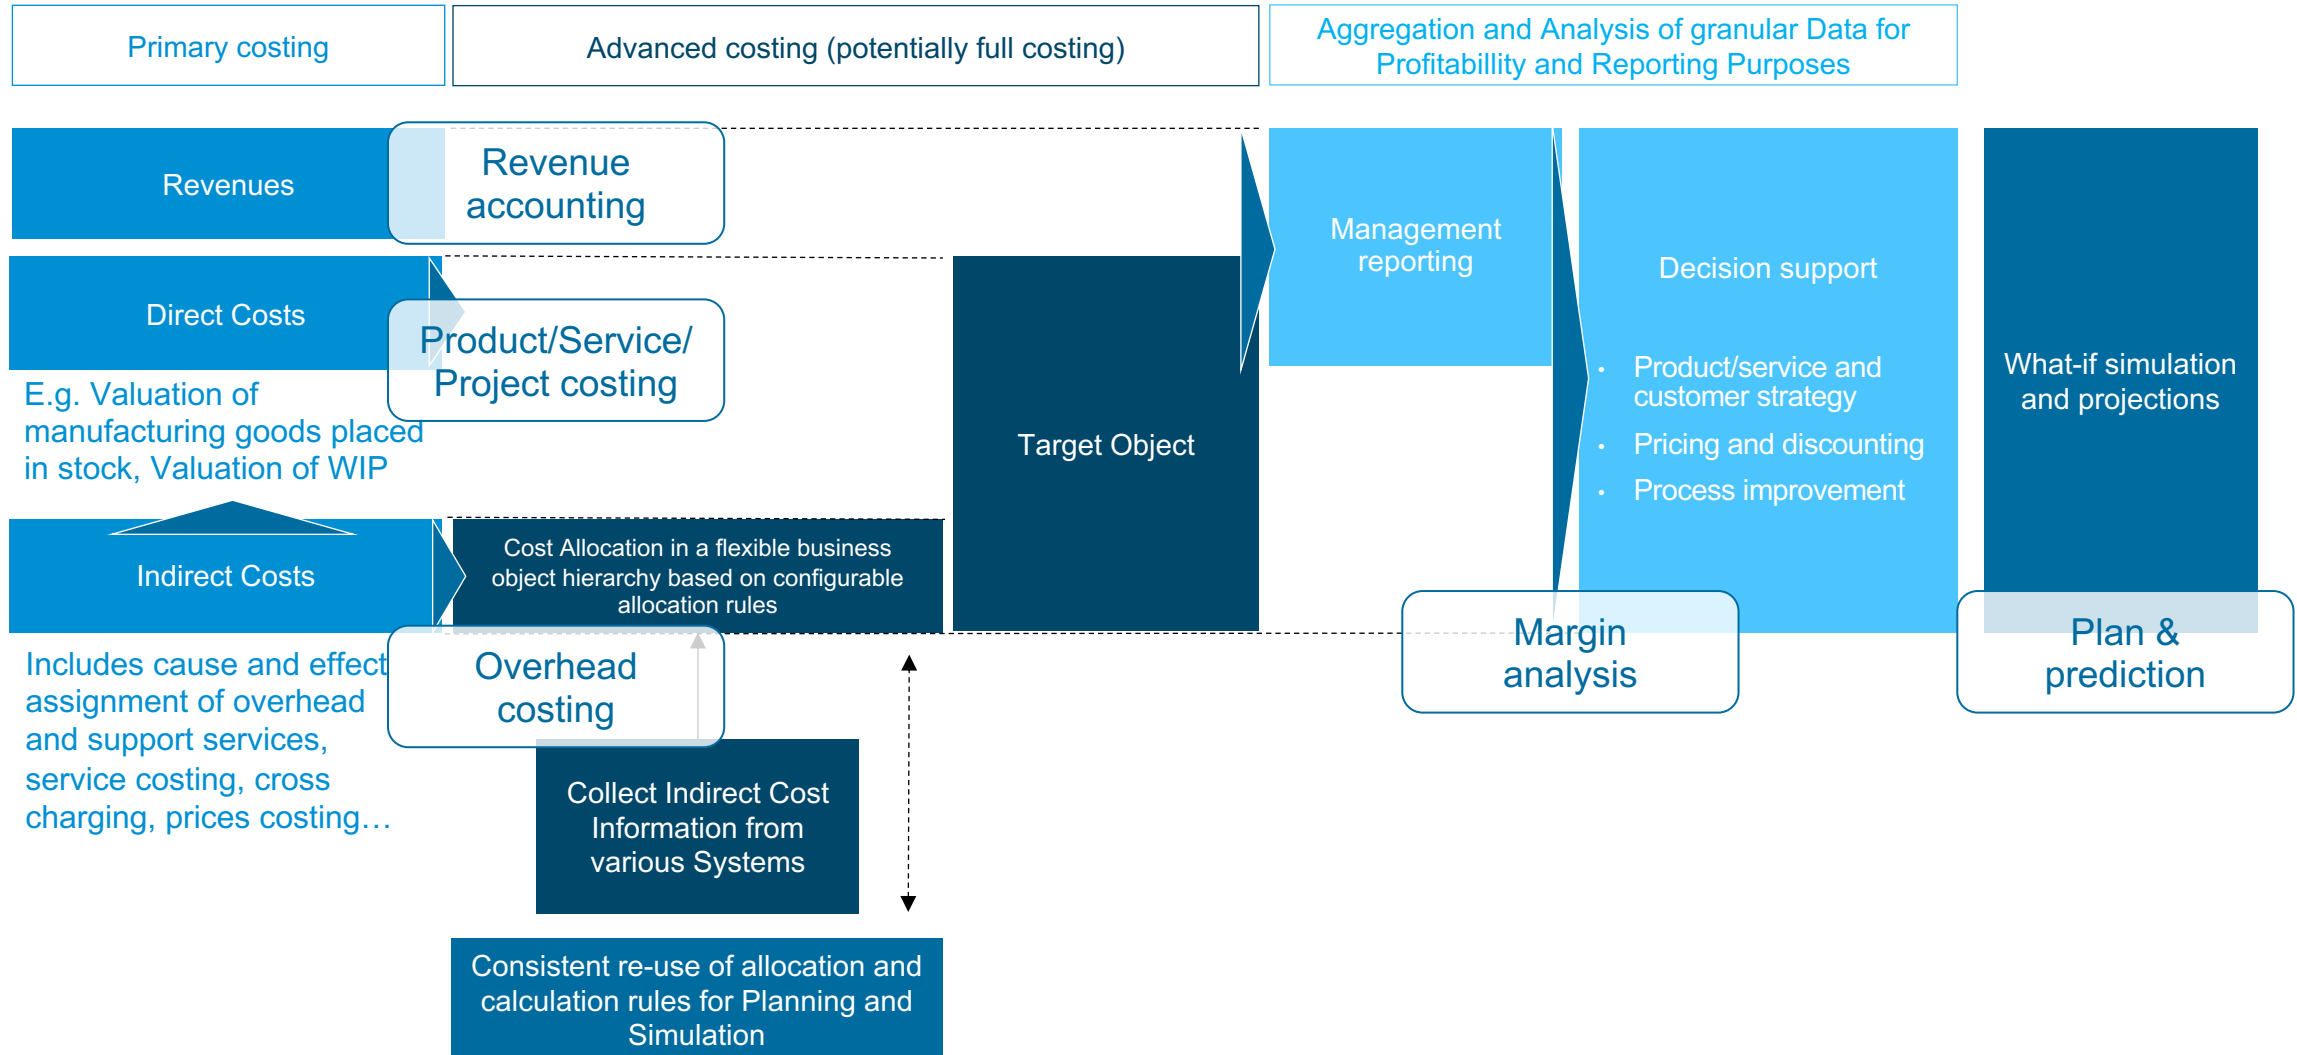 Primary costing
Advanced costing (potentially full costing)
Aggregation and Analysis of granular Data for
Profitabillity and Reporting Purposes
Revenues
Revenue
accounting
Direct Costs
Product/Service/
Project costing
E.g. Valuation of
manufacturing goods placed
in stock, Valuation of WIP
Indirect Costs
Cost Allocation in a flexible business
object hierarchy based on configurable
allocation rules
Includes cause and effect
assignment of overhead
and support services,
service costing, cross
charging, prices costing…
Overhead
costing
Collect Indirect Cost
Information from
various Systems
Consistent re-use of allocation and
calculation rules for Planning and
Simulation
Target Object
Management
reporting
Decision support
• Product/service and
customer strategy
• Pricing and discounting
• Process improvement
Margin
analysis
What-if simulation
and projections
Plan &
prediction